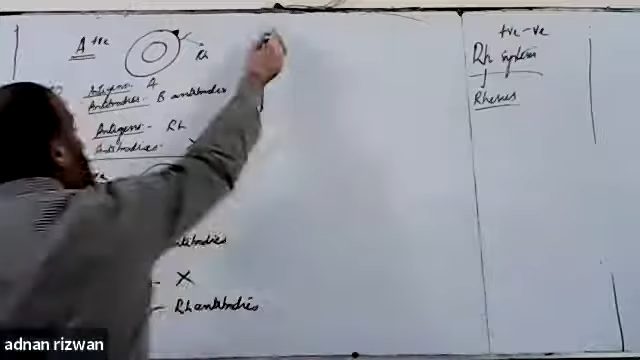 A +ve
Rh
Antigens - A
Antibodies - B antibodies
Antigens - Rh
Antibodies - X
antibodies
- X
- Rh antibodies
+ve -ve
Rh system
Rhesus
adnan rizwan